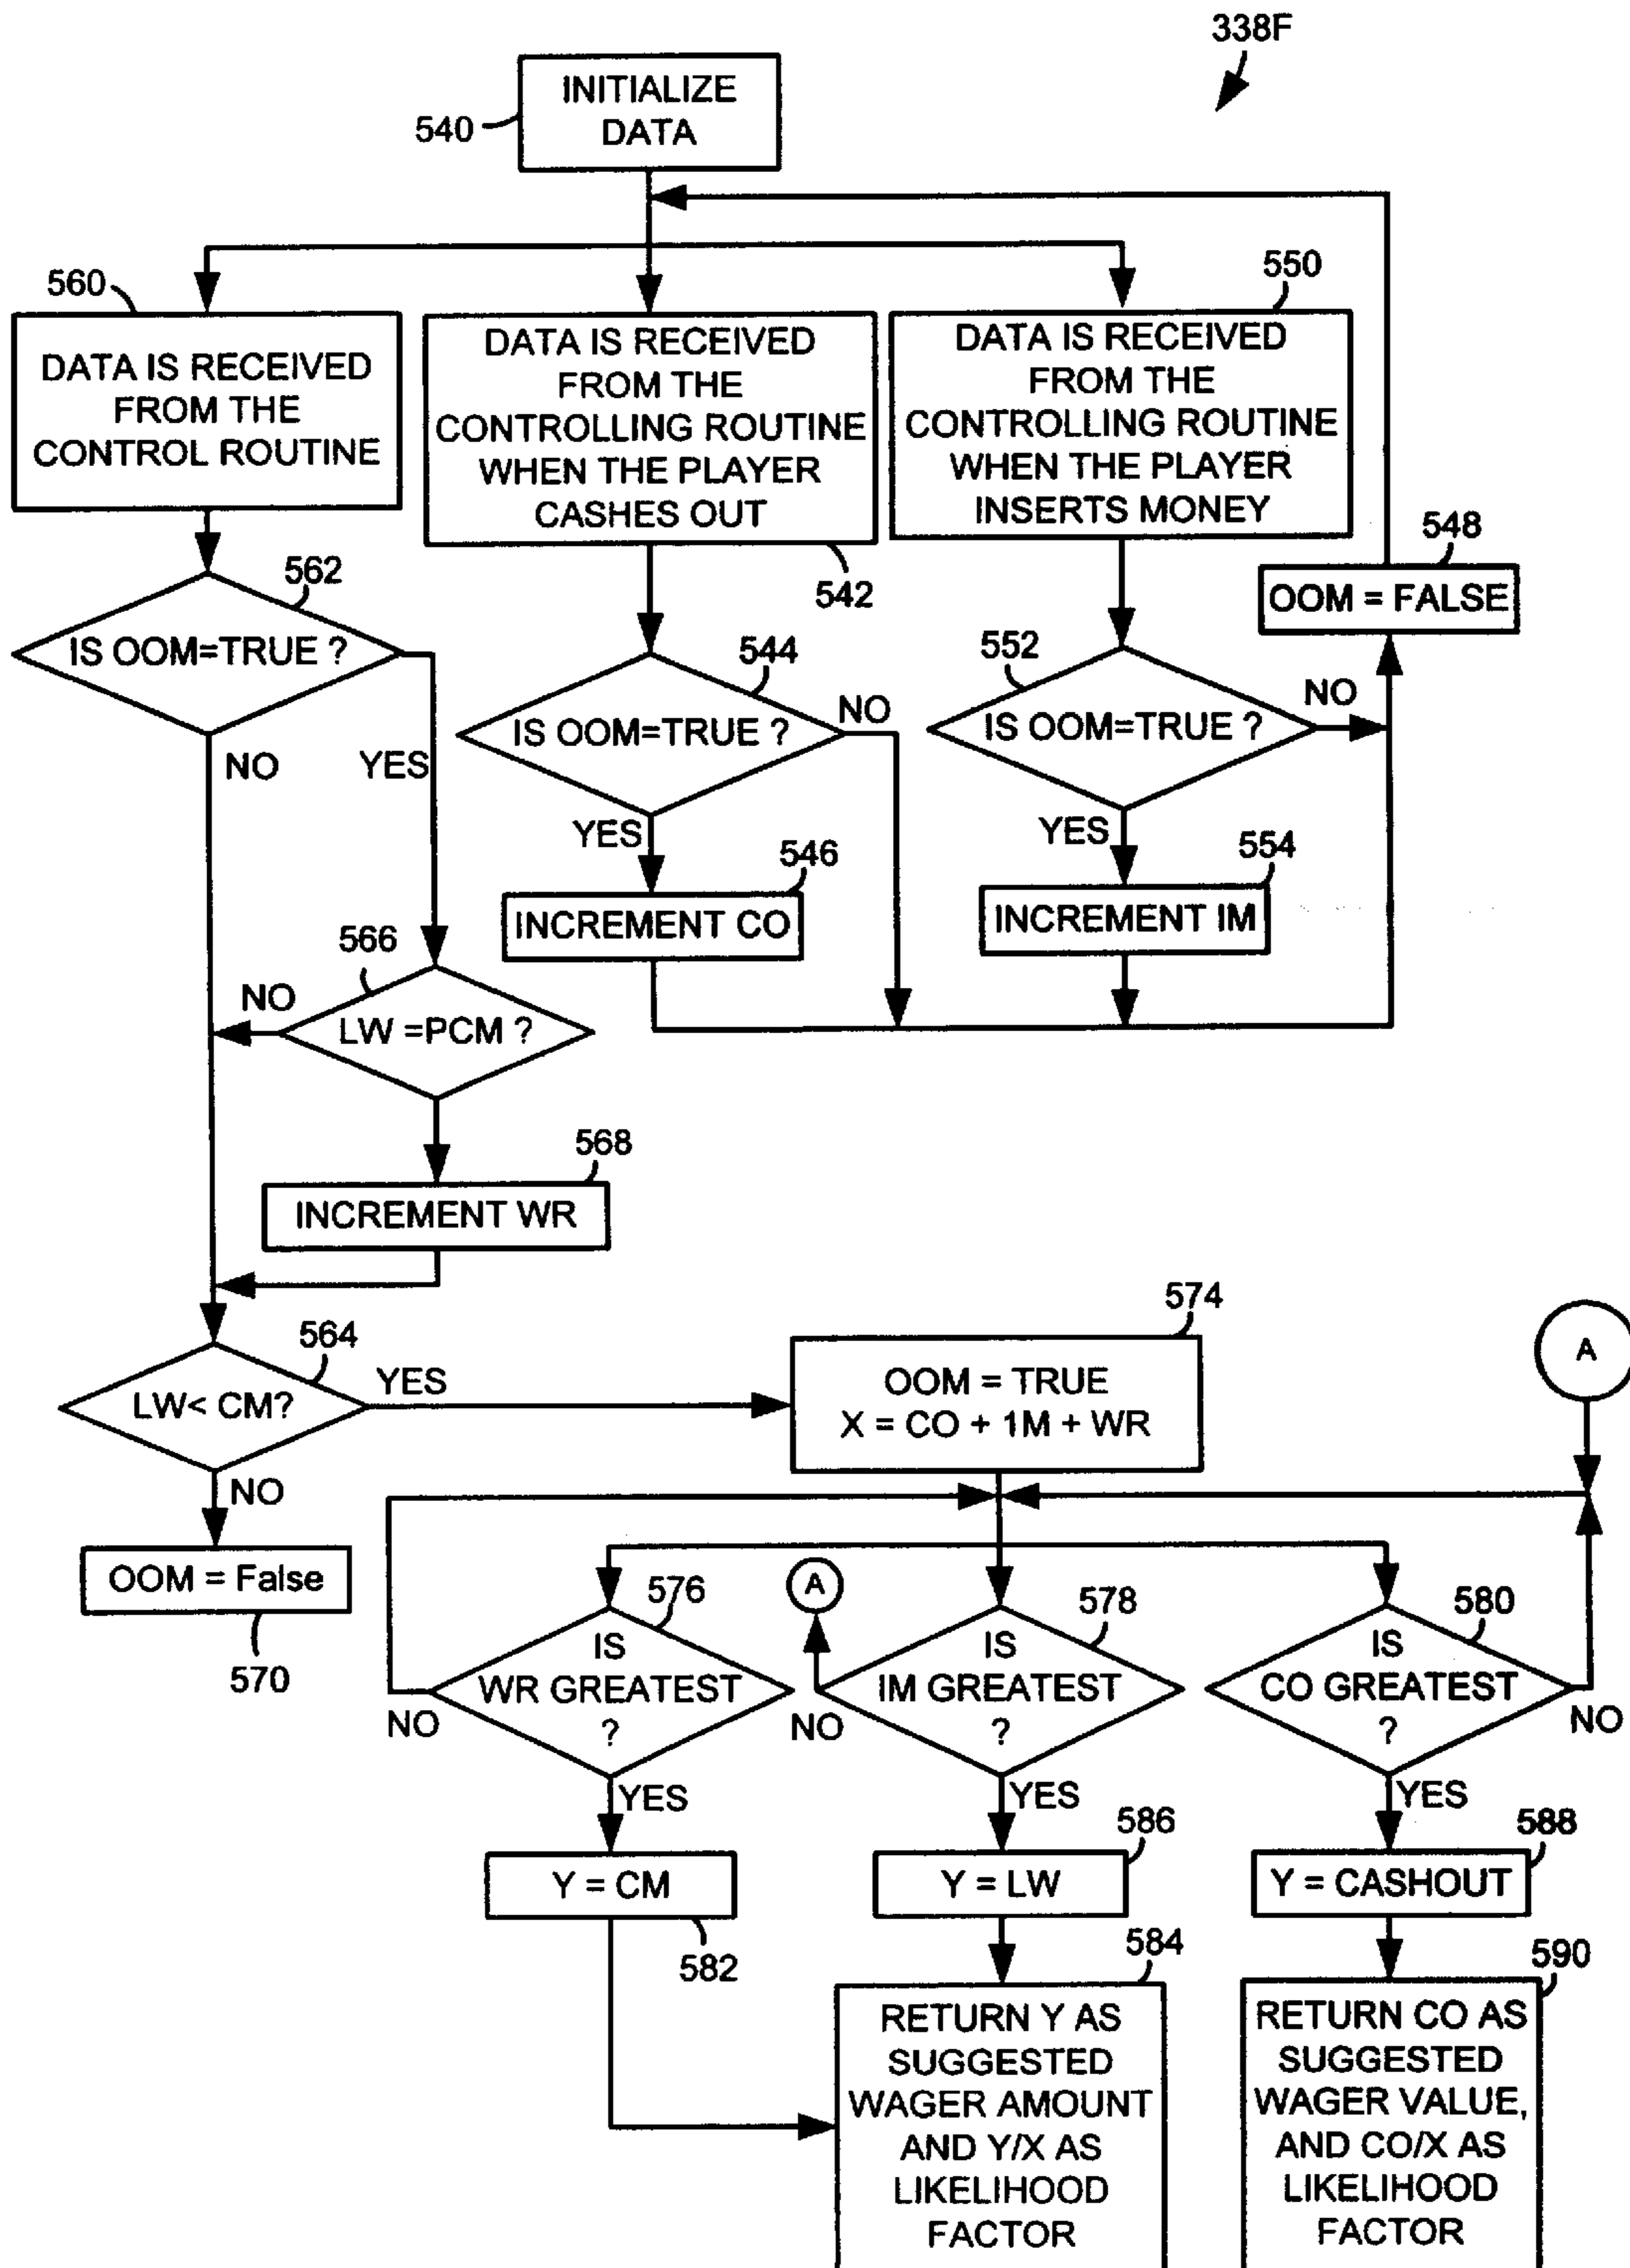 338F
INITIALIZE
DATA
540
560
DATA IS RECEIVED
FROM THE
CONTROL ROUTINE
DATA IS RECEIVED
FROM THE
CONTROLLING ROUTINE
WHEN THE PLAYER
CASHES OUT
542
550
DATA IS RECEIVED
FROM THE
CONTROLLING ROUTINE
WHEN THE PLAYER
INSERTS MONEY
548
OOM = FALSE
562
IS OOM=TRUE ?
NO
YES
544
IS OOM=TRUE ?
NO
YES
552
IS OOM=TRUE ?
NO
YES
546
INCREMENT CO
554
INCREMENT IM
566
NO
LW =PCM ?
568
INCREMENT WR
564
LW< CM?
YES
NO
574
OOM = TRUE
X = CO + 1M + WR
A
OOM = False
570
576
IS
WR GREATEST
?
NO
YES
A
578
IS
IM GREATEST
?
NO
YES
580
IS
CO GREATEST
?
NO
YES
Y = CM
582
586
Y = LW
588
Y = CASHOUT
584
RETURN Y AS
SUGGESTED
WAGER AMOUNT
AND Y/X AS
LIKELIHOOD
FACTOR
590
RETURN CO AS
SUGGESTED
WAGER VALUE,
AND CO/X AS
LIKELIHOOD
FACTOR